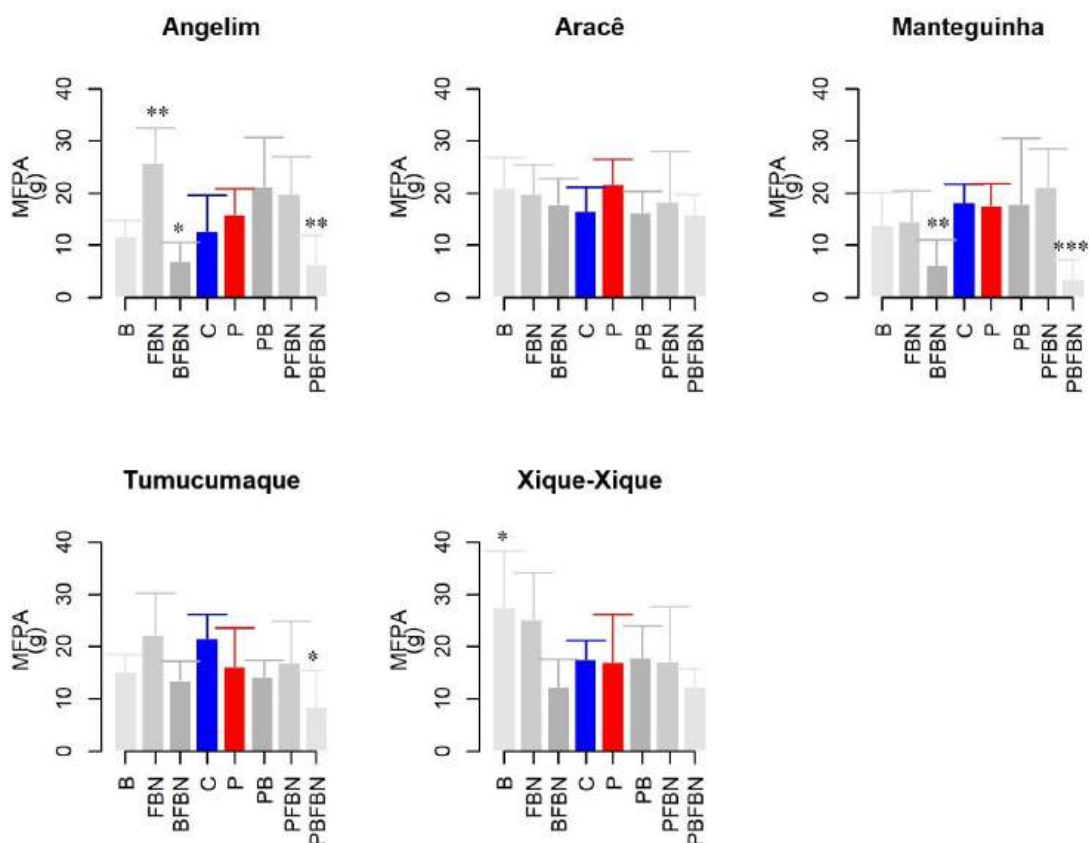 Angelim
Aracê
Manteguinha
MFPA
(g)
0
10
20
30
40
**
*
**
B
FBN
BFBN
C
P
PB
PFBN
PBFBN
MFPA
(g)
0
10
20
30
40
B
FBN
BFBN
C
P
PB
PFBN
PBFBN
MFPA
(g)
0
10
20
30
40
**
***
B
FBN
BFBN
C
P
PB
PFBN
PBFBN
Tumucumaque
Xique-Xique
MFPA
(g)
0
10
20
30
40
*
B
FBN
BFBN
C
P
PB
PFBN
PBFBN
MFPA
(g)
0
10
20
30
40
*
B
FBN
BFBN
C
P
PB
PFBN
PBFBN